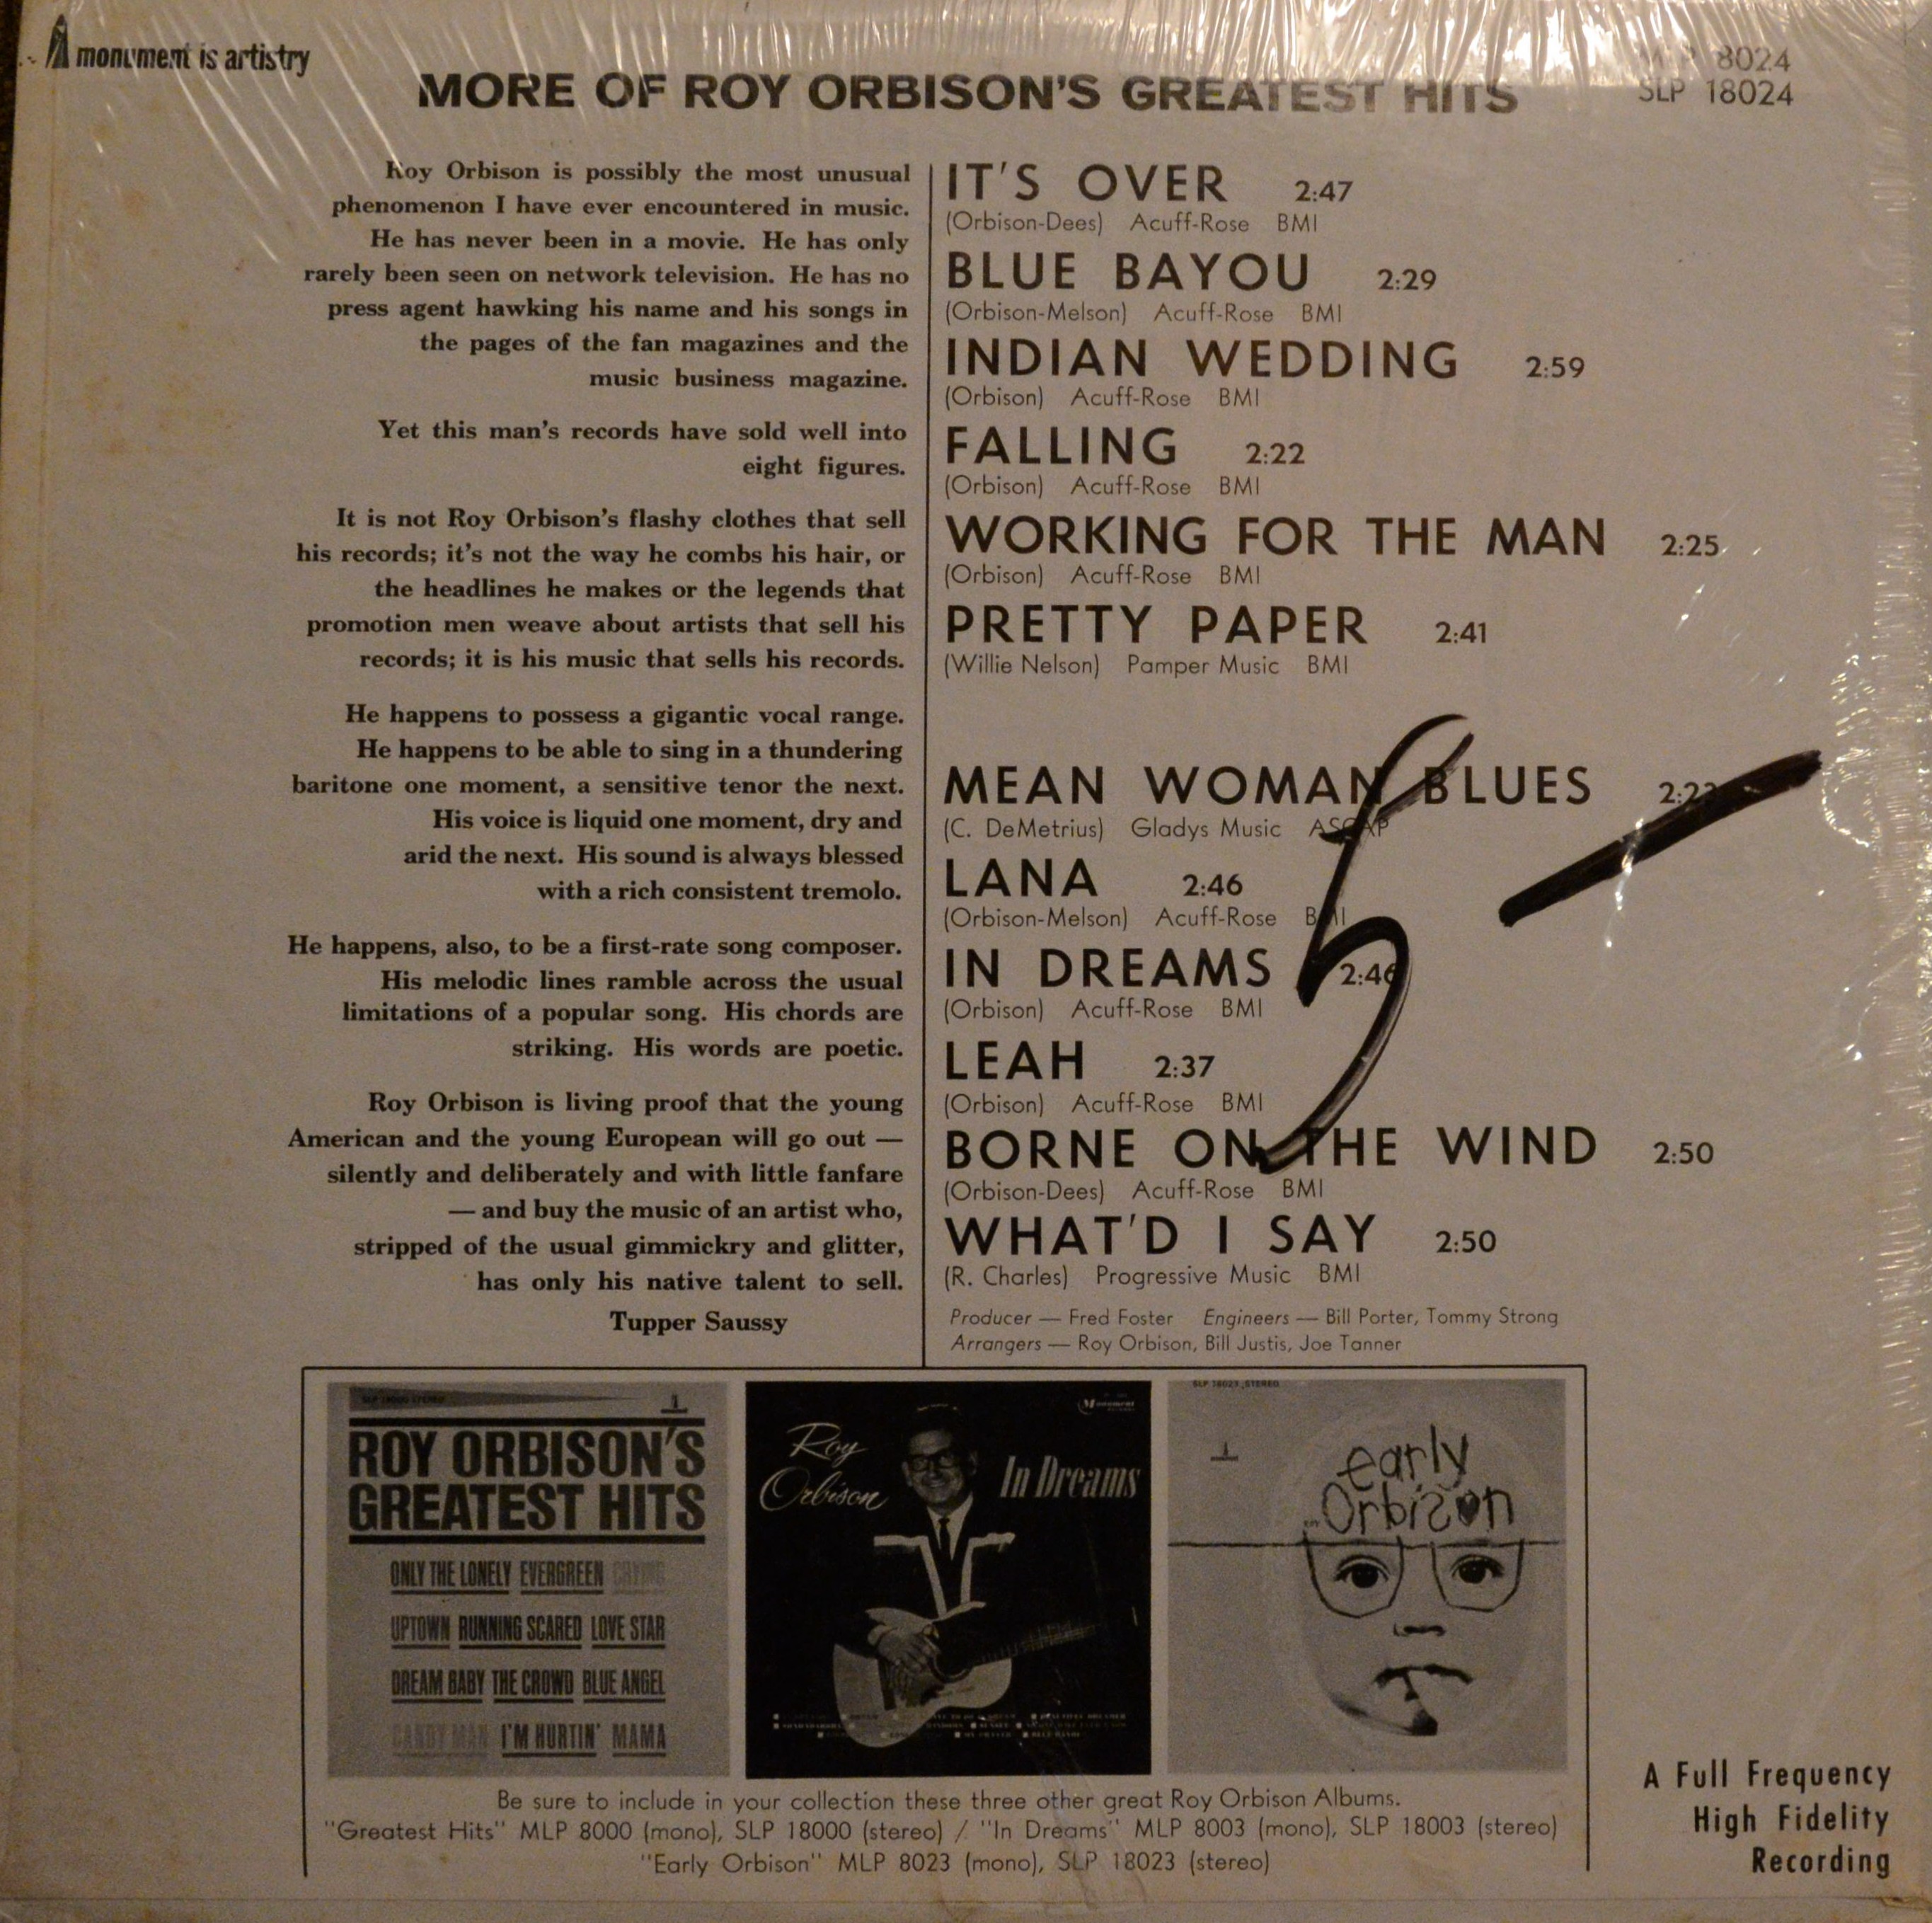 monument is artistry
MORE OF ROY ORBISON'S GREATEST HITS
8024
SLP 18024
Roy Orbison is possibly the most unusual
phenomenon I have ever encountered in music.
He has never been in a movie. He has only
rarely been seen on network television. He has no
press agent hawking his name and his songs in
the pages of the fan magazines and the
music business magazine.
Yet this man's records have sold well into
eight figures.
It is not Roy Orbison's flashy clothes that sell
his records; it's not the way he combs his hair, or
the headlines he makes or the legends that
promotion men weave about artists that sell his
records; it is his music that sells his records.
He happens to possess a gigantic vocal range.
He happens to be able to sing in a thundering
baritone one moment, a sensitive tenor the next.
His voice is liquid one moment, dry and
arid the next. His sound is always blessed
with a rich consistent tremolo.
He happens, also, to be a first-rate song composer.
His melodic lines ramble across the usual
limitations of a popular song. His chords are
striking. His words are poetic.
Roy Orbison is living proof that the young
American and the young European will go out —
silently and deliberately and with little fanfare
— and buy the music of an artist who,
stripped of the usual gimmickry and glitter,
has only his native talent to sell.
Tupper Saussy
IT'S OVER 2:47
(Orbison-Dees) Acuff-Rose BMI
BLUE BAYOU 2:29
(Orbison-Melson) Acuff-Rose BMI
INDIAN WEDDING 2:59
(Orbison) Acuff-Rose BMI
FALLING 2:22
(Orbison) Acuff-Rose BMI
WORKING FOR THE MAN 2:25
(Orbison) Acuff-Rose BMI
PRETTY PAPER 2:41
(Willie Nelson) Pamper Music BMI
MEAN WOMAN BLUES
(C. DeMetrius) Gladys Music ASCAP
LANA 2:46
(Orbison-Melson) Acuff-Rose BMI
IN DREAMS 2:46
(Orbison) Acuff-Rose BMI
LEAH 2:37
(Orbison) Acuff-Rose BMI
BORNE ON THE WIND 2:50
(Orbison-Dees) Acuff-Rose BMI
WHAT'D I SAY 2:50
(R. Charles) Progressive Music BMI
Producer — Fred Foster Engineers — Bill Porter, Tommy Strong
Arrangers — Roy Orbison, Bill Justis, Joe Tanner
5 -
ROY ORBISON'S
GREATEST HITS
ONLY THE LONELY EVERGREEN CRYING
UPTOWN RUNNING SCARED LOVE STAR
DREAM BABY THE CROWD BLUE ANGEL
CANDY MAN I'M HURTIN' MAMA
Monument
Roy
Orbison
In Dreams
SLP 18023 STEREO
early
Orbison
Be sure to include in your collection these three other great Roy Orbison Albums.
"Greatest Hits" MLP 8000 (mono), SLP 18000 (stereo) / "In Dreams" MLP 8003 (mono), SLP 18003 (stereo)
"Early Orbison" MLP 8023 (mono), SLP 18023 (stereo)
A Full Frequency
High Fidelity
Recording